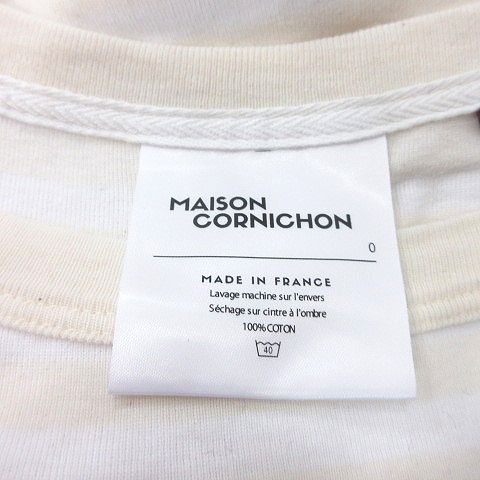 MAISON
CORNICHON
0
MADE IN FRANCE
Lavage machine sur l'envers
Séchage sur cintre à l'ombre
100% COTON
40